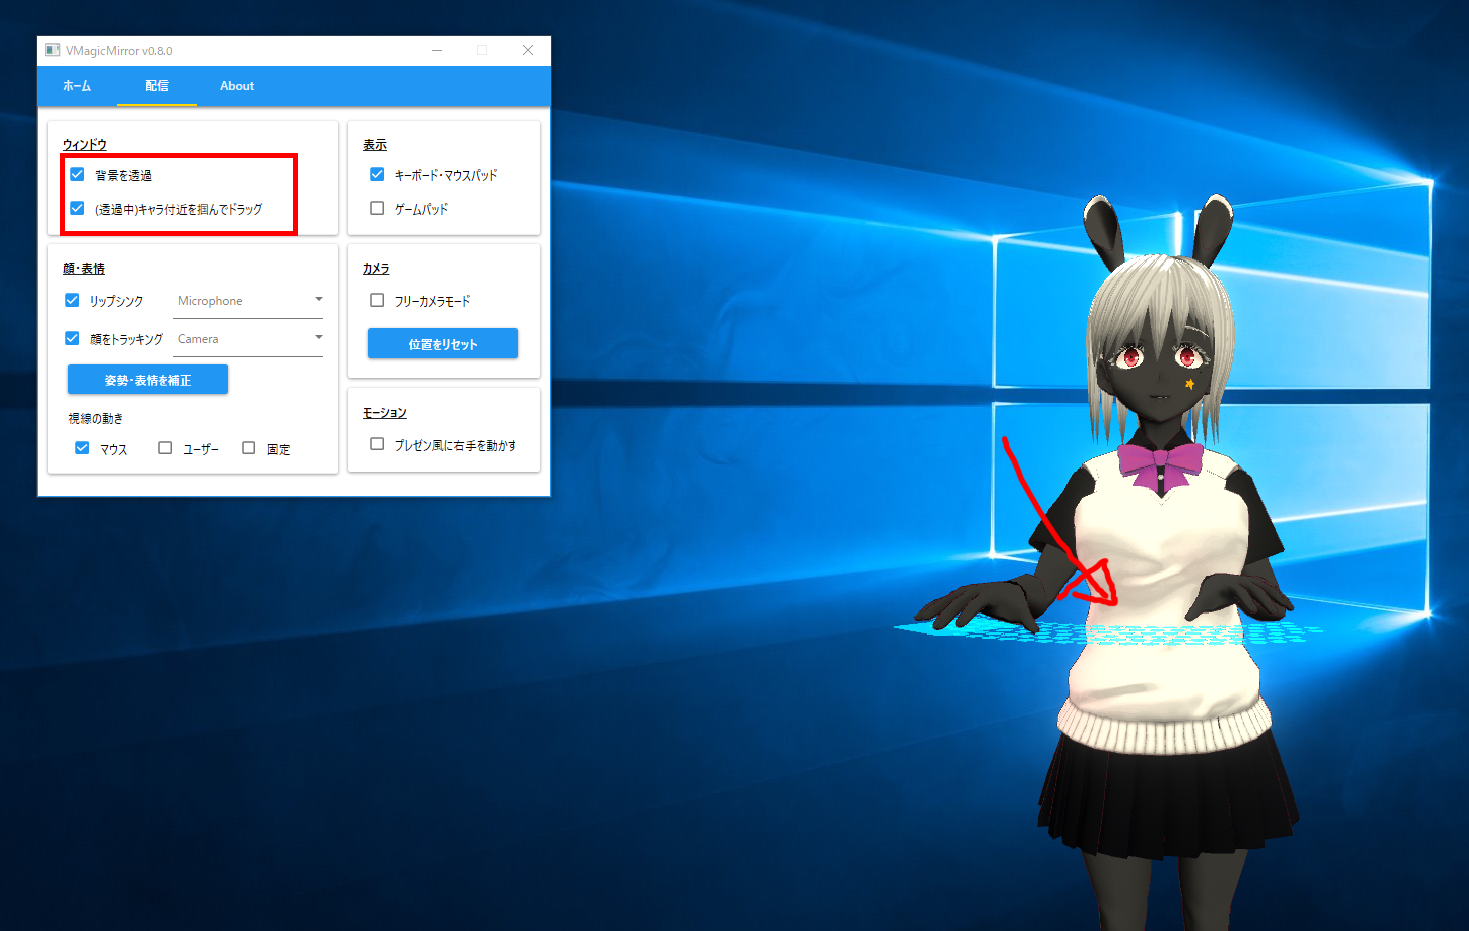 VMagicMirror v0.8.0
ホーム 配信 About
ウィンドウ
背景を透過
(透過中)キャラ付近を掴んでドラッグ
表示
キーボード・マウスパッド
ゲームパッド
顔・表情
リップシンク Microphone
顔をトラッキング Camera
姿勢・表情を補正
視線の動き
マウス ユーザー 固定
カメラ
フリーカメラモード
位置をリセット
モーション
プレゼン風に右手を動かす